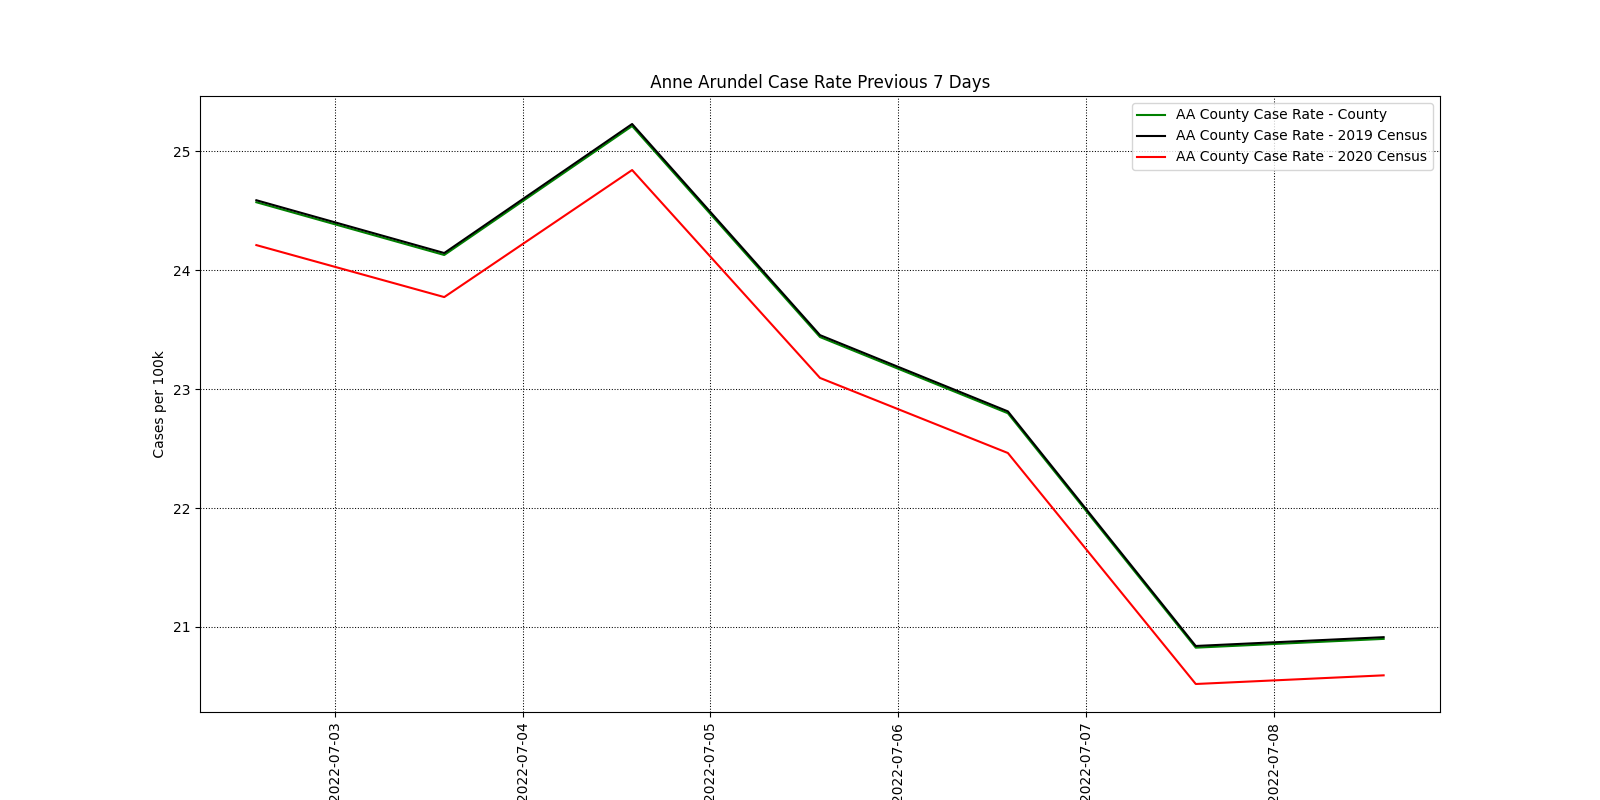 Anne Arundel Case Rate Previous 7 Days
AA County Case Rate - County
AA County Case Rate - 2019 Census
AA County Case Rate - 2020 Census
25
24
23
22
21
Cases per 100k
2022-07-03
2022-07-04
2022-07-05
2022-07-06
2022-07-07
2022-07-08